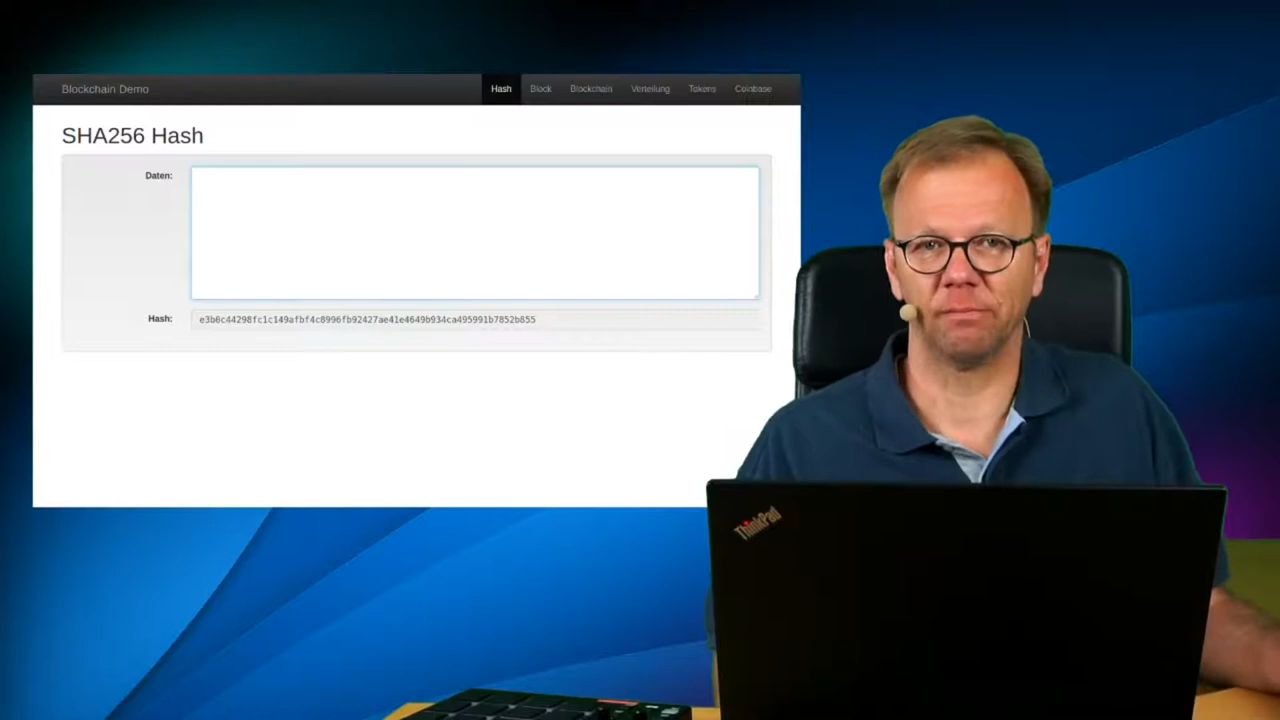 Blockchain Demo Hash Block Blockchain Verteilung Tokens Coinbase
SHA256 Hash
Daten:
Hash: e3b0c44298fc1c149afbf4c8996fb92427ae41e4649b934ca495991b7852b855
ThinkPad